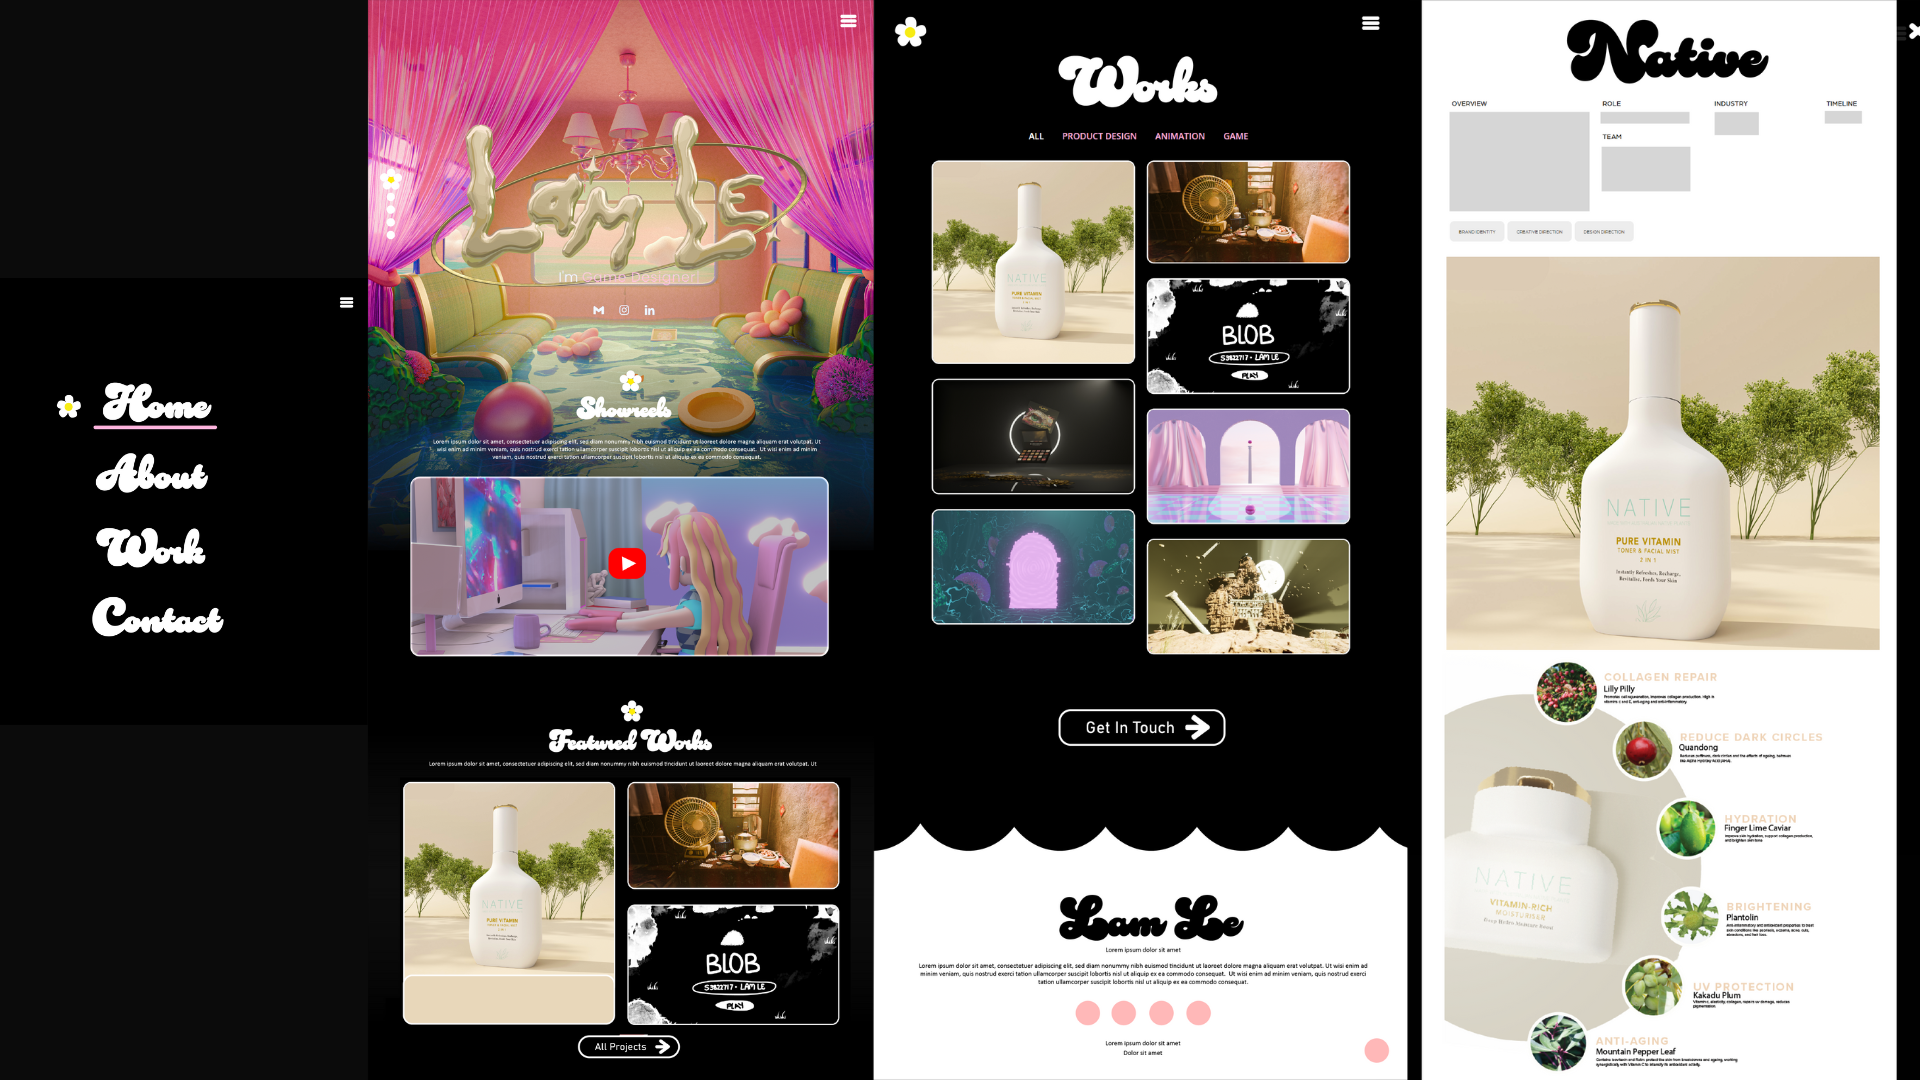 Home
About
Work
Contact
Lam Le
I'm Game Designer!
Showreels
Lorem ipsum dolor sit amet, consectetuer adipiscing elit, sed diam nonummy nibh euismod tincidunt ut laoreet dolore magna aliquam erat volutpat. Ut
wisi enim ad minim veniam, quis nostrud exerci tation ullamcorper suscipit lobortis nisl ut aliquip ex ea commodo consequat. Ut wisi enim ad minim
veniam, quis nostrud exerci tation ullamcorper suscipit lobortis nisl ut aliquip ex ea commodo consequat.
Featured Works
Lorem ipsum dolor sit amet, consectetuer adipiscing elit, sed diam nonummy nibh euismod tincidunt ut laoreet dolore magna aliquam erat volutpat. Ut
NATIVE
PURE VITAMIN
BLOB
S3822717 - LAM LE
PLAY
All Projects
Works
ALL PRODUCT DESIGN ANIMATION GAME
NATIVE
PURE VITAMIN
BLOB
S3822717 - LAM LE
PLAY
Get In Touch
Lam Le
Lorem ipsum dolor sit amet
Lorem ipsum dolor sit amet, consectetuer adipiscing elit, sed diam nonummy nibh euismod tincidunt ut laoreet dolore magna aliquam erat volutpat. Ut wisi enim ad
minim veniam, quis nostrud exerci tation ullamcorper suscipit lobortis nisl ut aliquip ex ea commodo consequat. Ut wisi enim ad minim veniam, quis nostrud exerci
tation ullamcorper suscipit lobortis nisl ut aliquip ex ea commodo consequat.
Lorem ipsum dolor sit amet
Dolor sit amet
Native
OVERVIEW ROLE INDUSTRY TIMELINE
TEAM
BRAND IDENTITY CREATIVE DIRECTION DESIGN DIRECTION
NATIVE
PURE VITAMIN
TONER & FACIAL MIST
2 IN 1
Instantly Refreshes, Recharge,
Revitalise, Feeds Your Skin
COLLAGEN REPAIR
Lilly Pilly
REDUCE DARK CIRCLES
Quandong
HYDRATION
Finger Lime Caviar
NATIVE
VITAMIN-RICH
MOISTURISER
BRIGHTENING
Plantolin
UV PROTECTION
Kakadu Plum
ANTI-AGING
Mountain Pepper Leaf